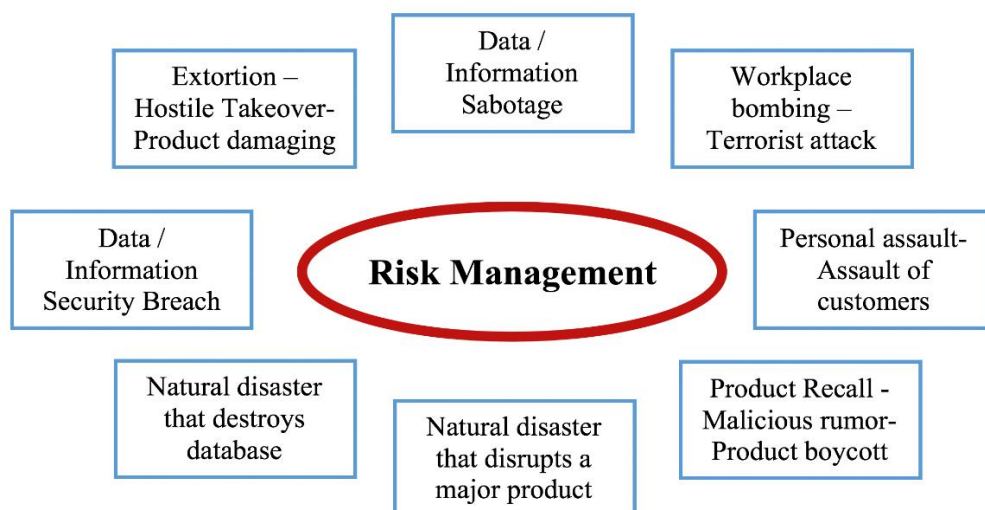 Data /
Information
Sabotage
Extortion –
Hostile Takeover-
Product damaging
Workplace
bombing –
Terrorist attack
Data /
Information
Security Breach
Risk Management
Personal assault-
Assault of
customers
Natural disaster
that destroys
database
Natural disaster
that disrupts a
major product
Product Recall -
Malicious rumor-
Product boycott